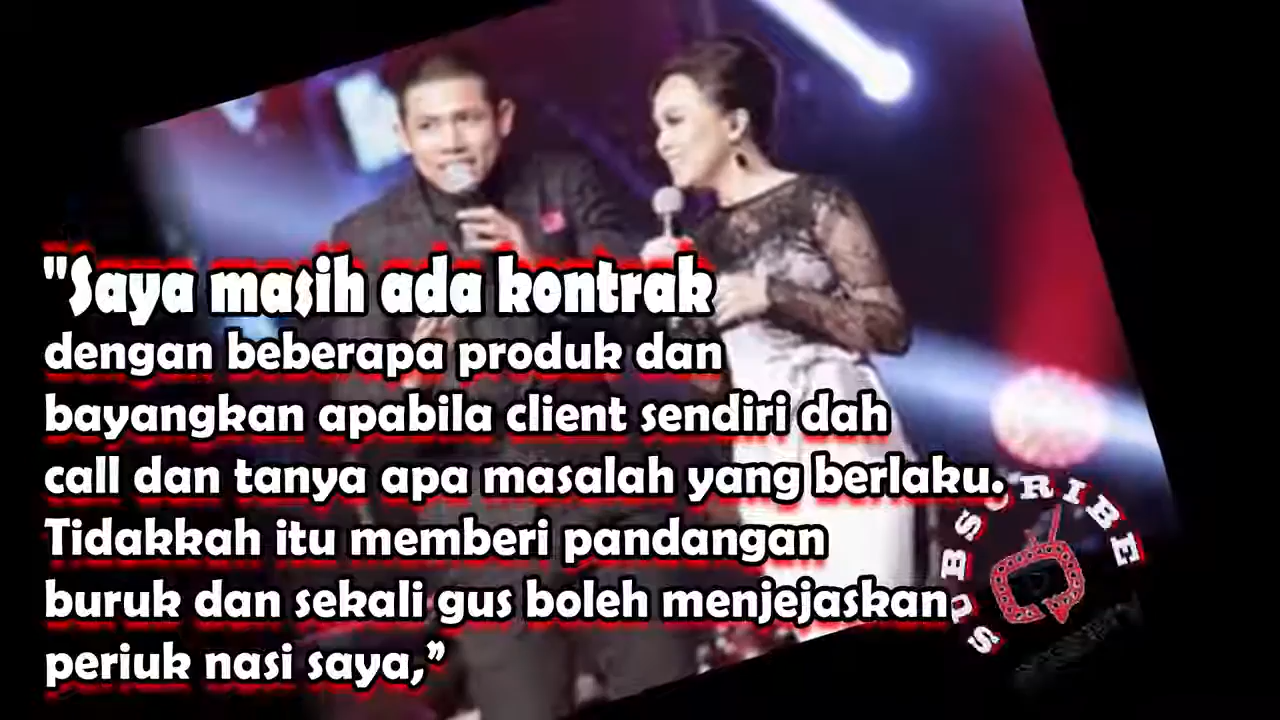 "Saya masih ada kontrak
dengan beberapa produk dan
bayangkan apabila client sendiri dah
call dan tanya apa masalah yang berlaku.
Tidakkah itu memberi pandangan
buruk dan sekali gus boleh menjejaskan
periuk nasi saya,”
SUBSCRIBE